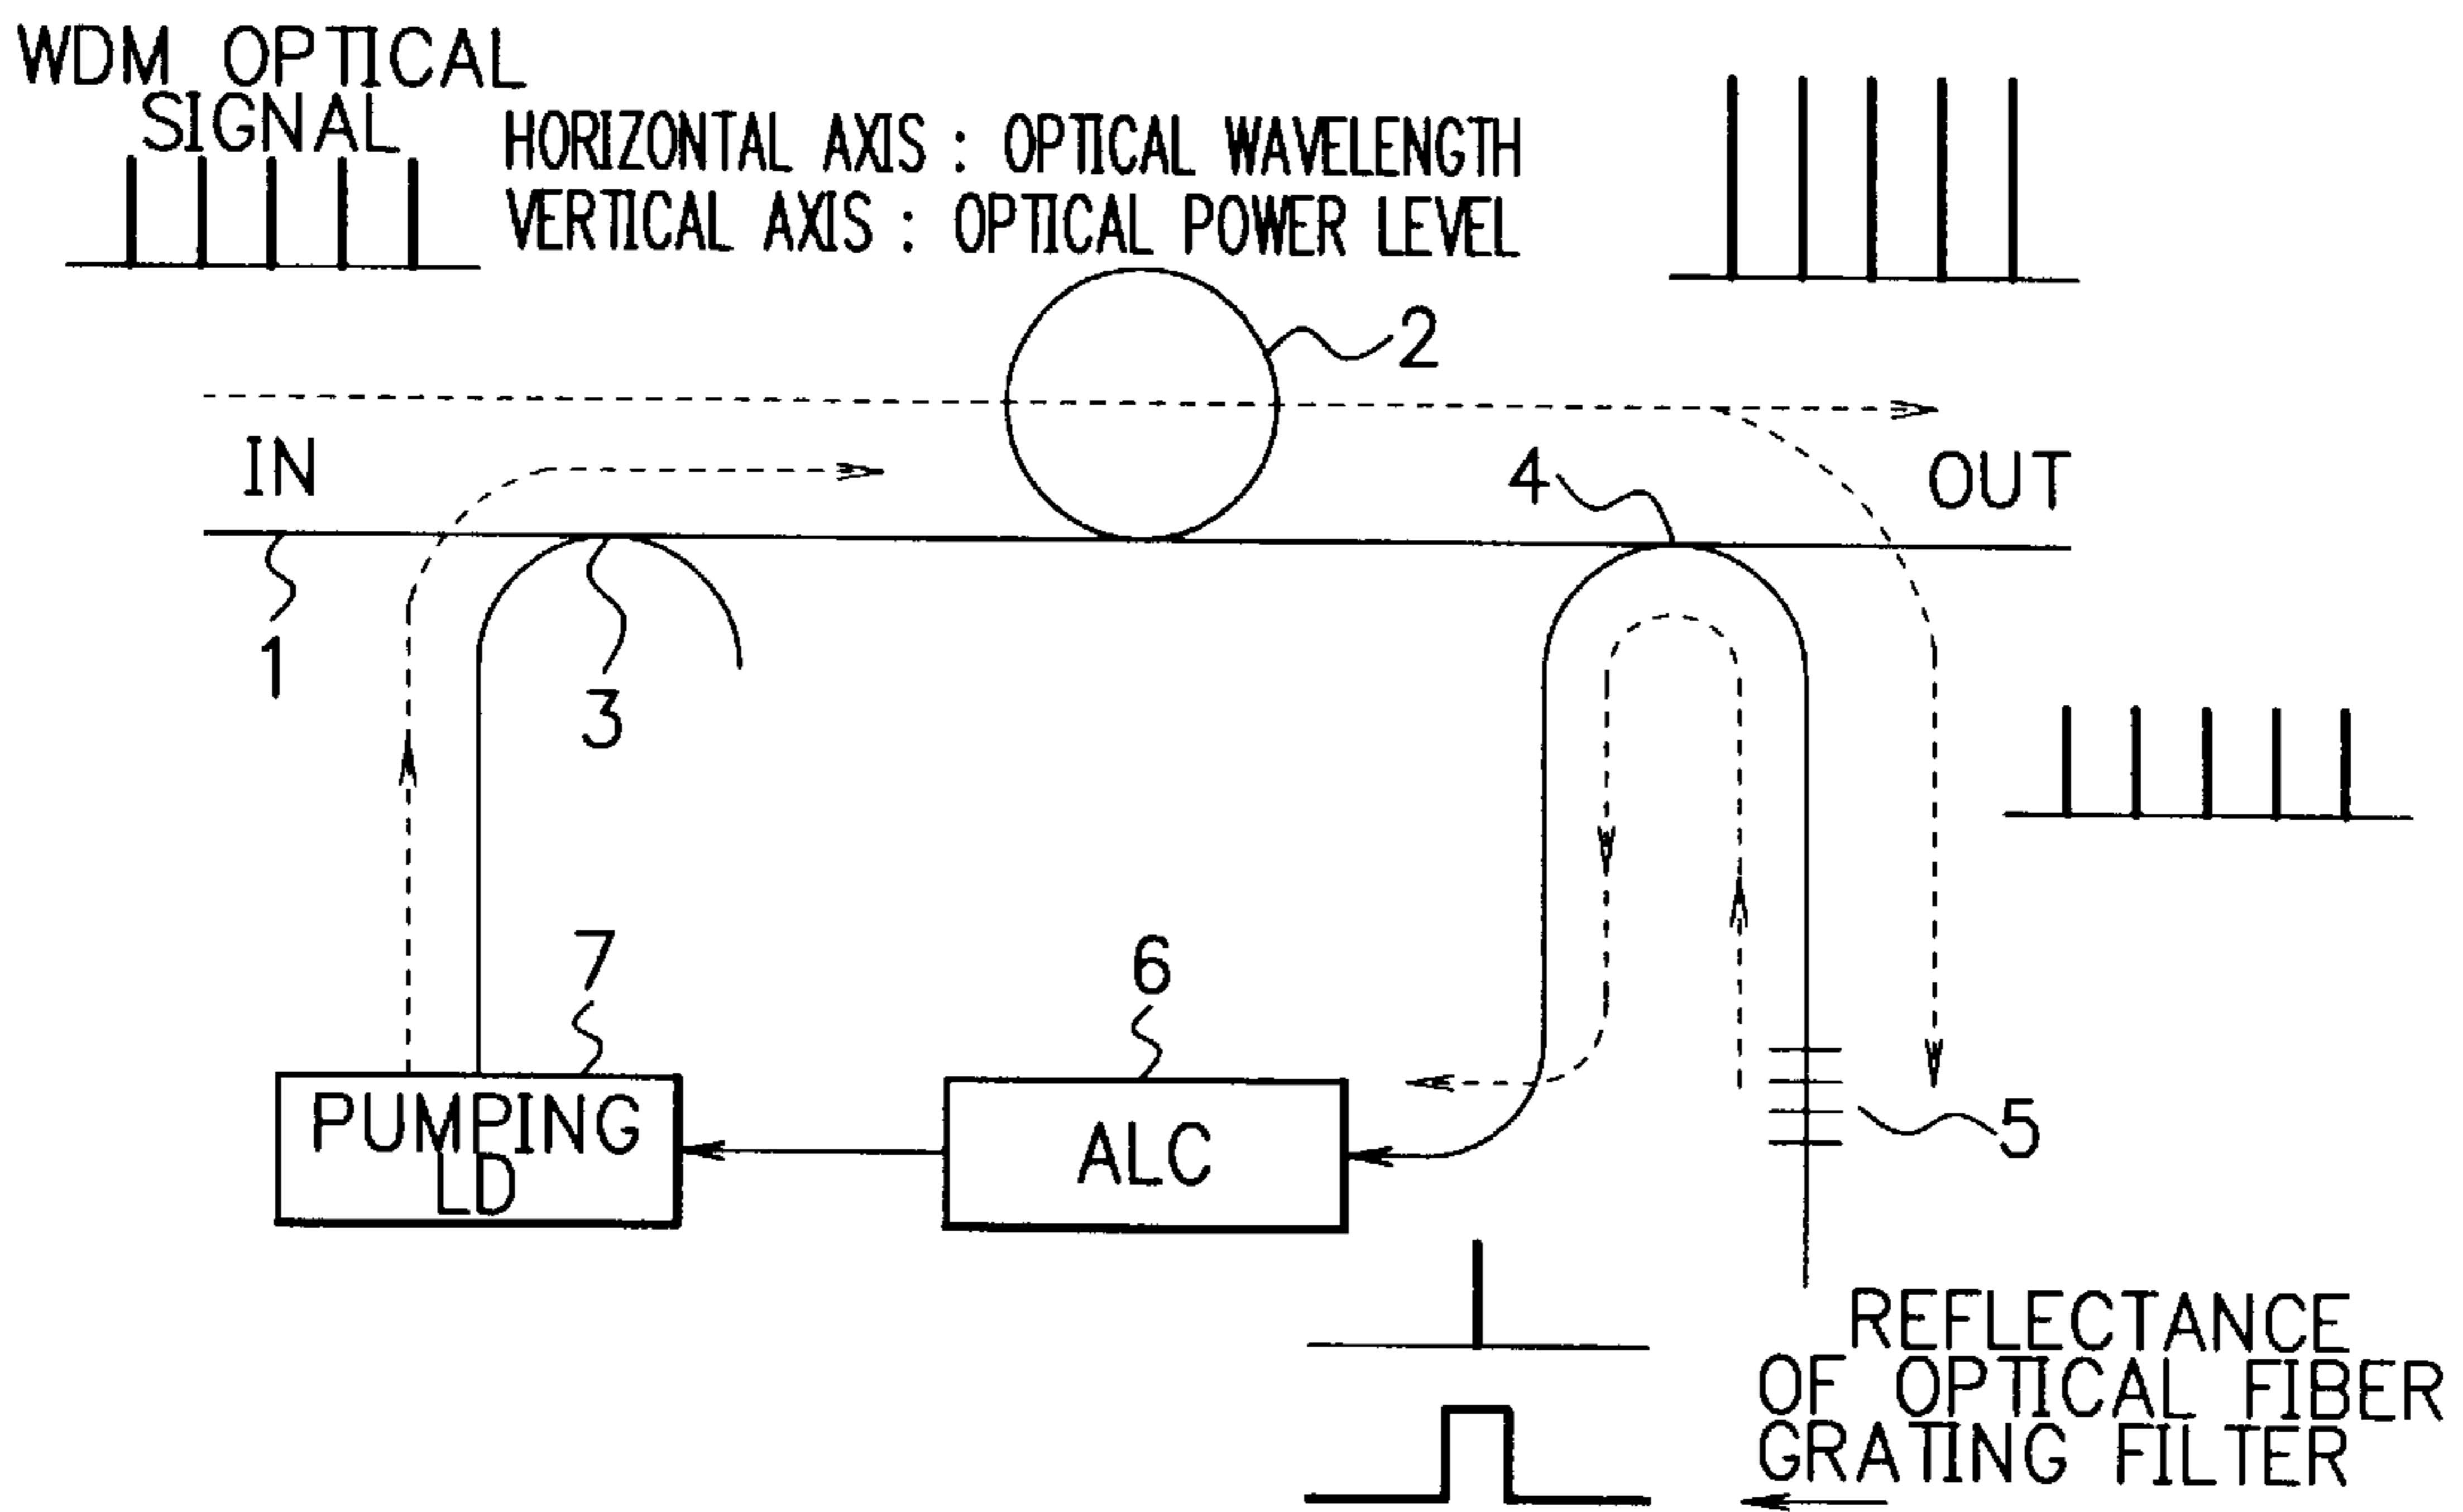 WDM OPTICAL
SIGNAL
HORIZONTAL AXIS : OPTICAL WAVELENGTH
VERTICAL AXIS : OPTICAL POWER LEVEL
2
IN
4
OUT
1
3
7
6
PUMPING
LD
ALC
5
REFLECTANCE
OF OPTICAL FIBER
GRATING FILTER